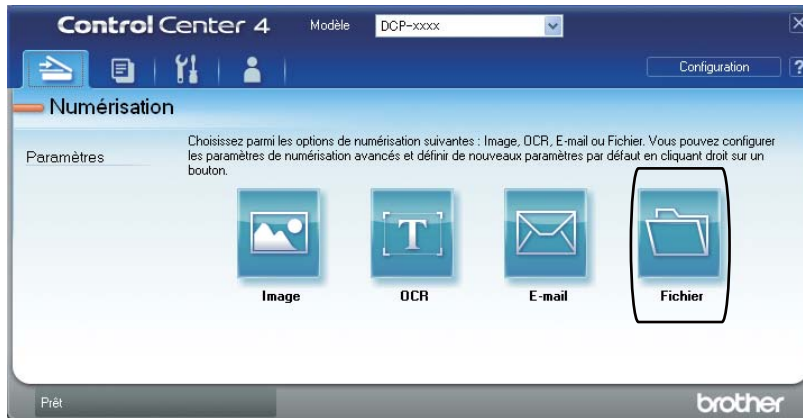 Control Center 4 Modèle DCP-xxxx
Configuration ?
Numérisation
Paramètres
Choisissez parmi les options de numérisation suivantes : Image, OCR, E-mail ou Fichier. Vous pouvez configurer
les paramètres de numérisation avancés et définir de nouveaux paramètres par défaut en cliquant droit sur un
bouton.
T
Image OCR E-mail Fichier
Prêt brother